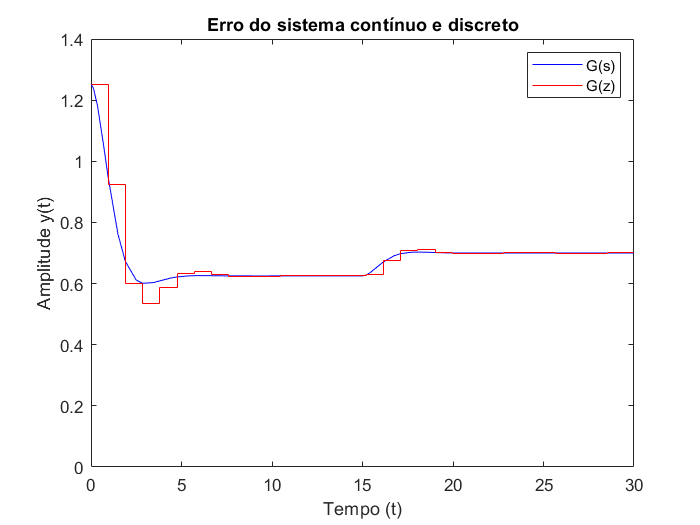 Erro do sistema contínuo e discreto
G(s)
G(z)
Amplitude y(t)
1.4
1.2
1
0.8
0.6
0.4
0.2
0
0 5 10 15 20 25 30
Tempo (t)